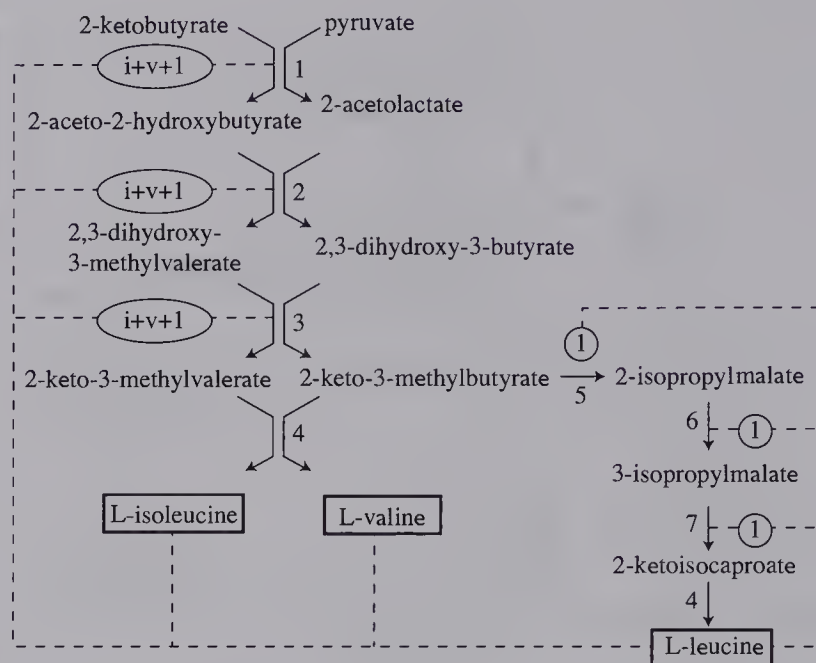 2-ketobutyrate pyruvate
i+v+1 1
2-acetolactate
2-aceto-2-hydroxybutyrate
i+v+1 2
2,3-dihydroxy-
3-methylvalerate
2,3-dihydroxy-3-butyrate
i+v+1 3
1
2-keto-3-methylvalerate 2-keto-3-methylbutyrate 5 2-isopropylmalate
4
6 1
3-isopropylmalate
L-isoleucine L-valine
7 1
2-ketoisocaproate
4
L-leucine